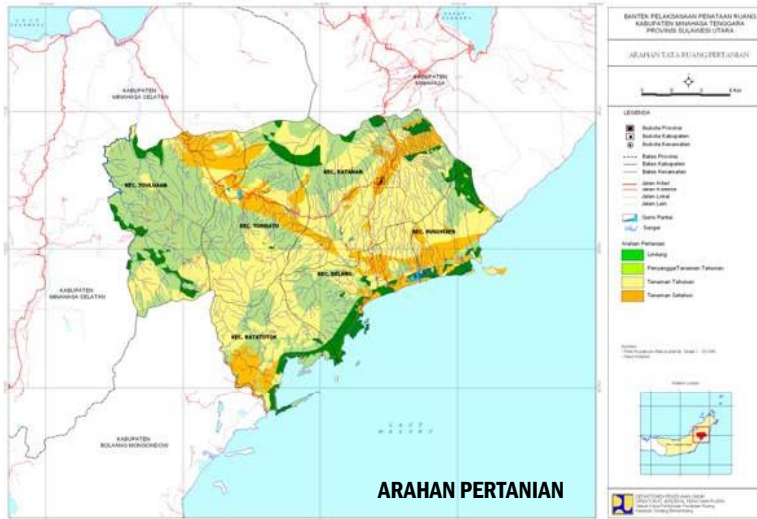 BANTEK PELAKSANAAN PENATAAN RUANG
KABUPATEN MINAHASA TENGGARA
PROVINSI SULAWESI UTARA
ARAHAN TATA RUANG PERTANIAN
LEGENDA
Ibukota Provinsi
Ibukota Kabupaten
Ibukota Kecamatan
Batas Provinsi
Batas Kabupaten
Batas Kecamatan
Jalan Arteri
Jalan Kolektor
Jalan Lokal
Jalan Lain
Garis Pantai
Sungai
Arahan Pertanian
Lindung
Penyangga/Tanaman Tahunan
Tanaman Tahunan
Tanaman Setahun
KABUPATEN
MINAHASA SELATAN
KABUPATEN
MINAHASA
KEC. TOULUAAN
KEC. RATAHAN
KEC. TOMBATU
KEC. PUSOMAEN
KEC. BELANG
KABUPATEN
MINAHASA SELATAN
KEC. RATATOTOK
KABUPATEN
BOLAANG MONGONDOW
LAUT
MALUKU
ARAHAN PERTANIAN
DEPARTEMEN PEKERJAAN UMUM
DIREKTORAT JENDERAL PENATAAN RUANG